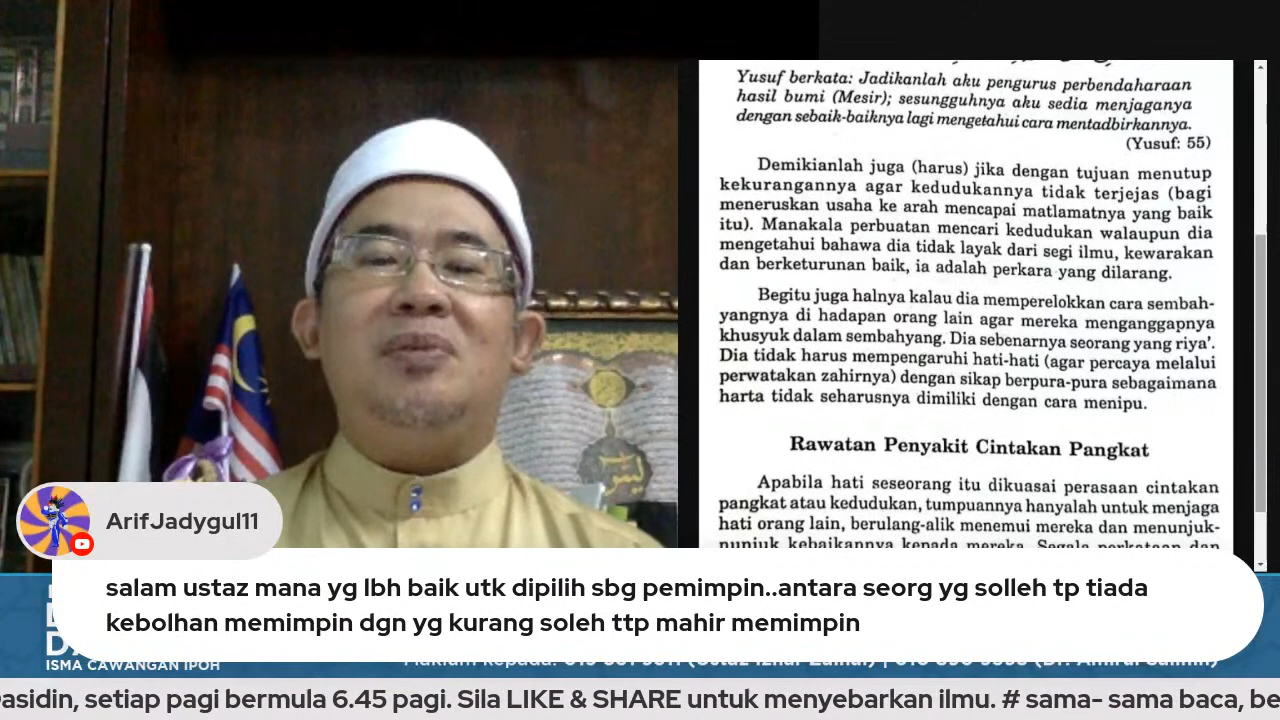 Yusuf berkata: Jadikanlah aku pengurus perbendaharaan
hasil bumi (Mesir); sesungguhnya aku sedia menjaganya
dengan sebaik-baiknya lagi mengetahui cara mentadbirkannya.
(Yusuf: 55)
Demikianlah juga (harus) jika dengan tujuan menutup
kekurangannya agar kedudukannya tidak terjejas (bagi
meneruskan usaha ke arah mencapai matlamatnya yang baik
itu). Manakala perbuatan mencari kedudukan walaupun dia
mengetahui bahawa dia tidak layak dari segi ilmu, kewarakan
dan berketurunan baik, ia adalah perkara yang dilarang.
Begitu juga halnya kalau dia memperelokkan cara sembah-
yangnya di hadapan orang lain agar mereka menganggapnya
khusyuk dalam sembahyang. Dia sebenarnya seorang yang riya'.
Dia tidak harus mempengaruhi hati-hati (agar percaya melalui
perwatakan zahirnya) dengan sikap berpura-pura sebagaimana
harta tidak seharusnya dimiliki dengan cara menipu.
Rawatan Penyakit Cintakan Pangkat
Apabila hati seseorang itu dikuasai perasaan cintakan
pangkat atau kedudukan, tumpuannya hanyalah untuk menjaga
hati orang lain, berulang-alik menemui mereka dan menunjuk-
nunjuk kebaikannya kepada mereka. Segala perkataan dan
ArifJadygul11
salam ustaz mana yg lbh baik utk dipilih sbg pemimpin..antara seorg yg solleh tp tiada
kebolhan memimpin dgn yg kurang soleh ttp mahir memimpin
ISMA CAWANGAN IPOH
asidin, setiap pagi bermula 6.45 pagi. Sila LIKE & SHARE untuk menyebarkan ilmu. # sama- sama baca, be